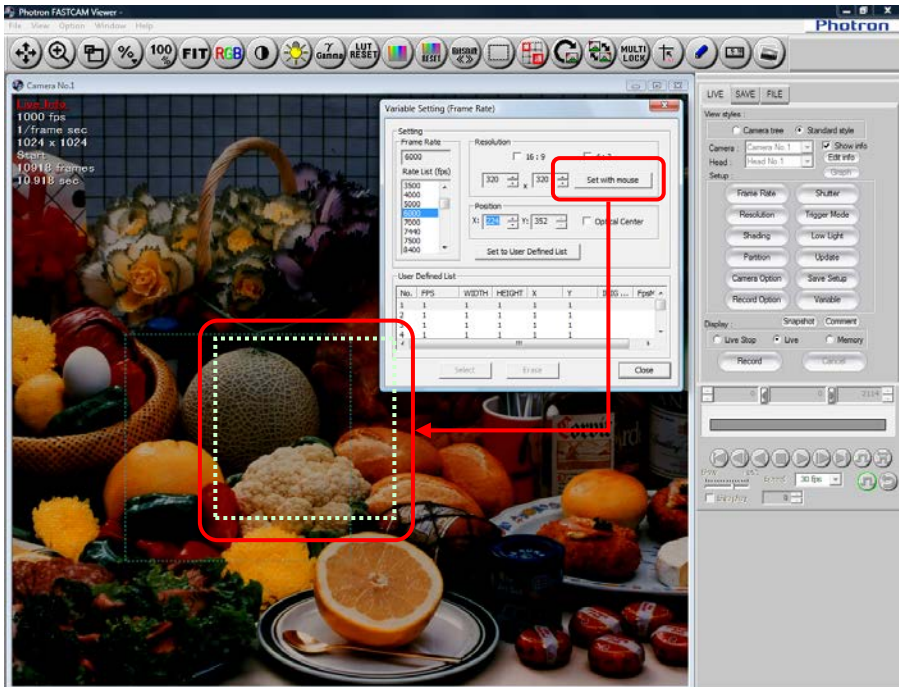 Photron FASTCAM Viewer -
File View Option Window Help
Photron
% 100 % FIT RGB γ Gamma LUT RESET RESET MULTI LOCK
Camera No.1
Live Info
1000 fps
1/frame sec
1024 x 1024
Start
10918 frames
10.918 sec
Variable Setting (Frame Rate)
Setting
Frame Rate
6000
Rate List (fps)
3500
4000
5000
6000
7000
7440
7500
8400
Resolution
16 : 9
320 x 320
Set with mouse
Position
X: 224 Y: 352
Optical Center
Set to User Defined List
User Defined List
No. FPS WIDTH HEIGHT X Y
1 1 1 1 1 1
2 1 1 1 1 1
3 1 1 1 1 1
4 1 1 1 1 1
Select Erase Close
LIVE SAVE FILE
View styles :
Camera tree Standard style
Camera : Camera No.1 Show info
Head : Head No.1 Edit info
Graph
Setup :
Frame Rate Shutter
Resolution Trigger Mode
Shading Low Light
Partition Update
Camera Option Save Setup
Record Option Variable
Snapshot Comment
Display :
Live Stop Live Memory
Record Cancel
0 0 2114
30 fps
0